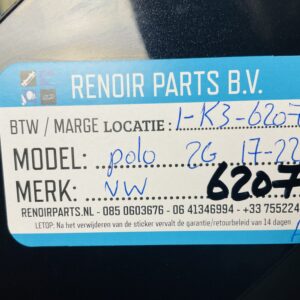 RENOIR PARTS B.V.
BTW / MARGE LOCATIE: 1-K3-6207
MODEL: polo 2G 17-22
MERK: VW 6207
RENOIRPARTS.NL - 085 0603676 - 06 41346994 - +33 755224
LETOP: Na het verwijderen van de sticker vervalt de garantie/retourbeleid van 14 dagen